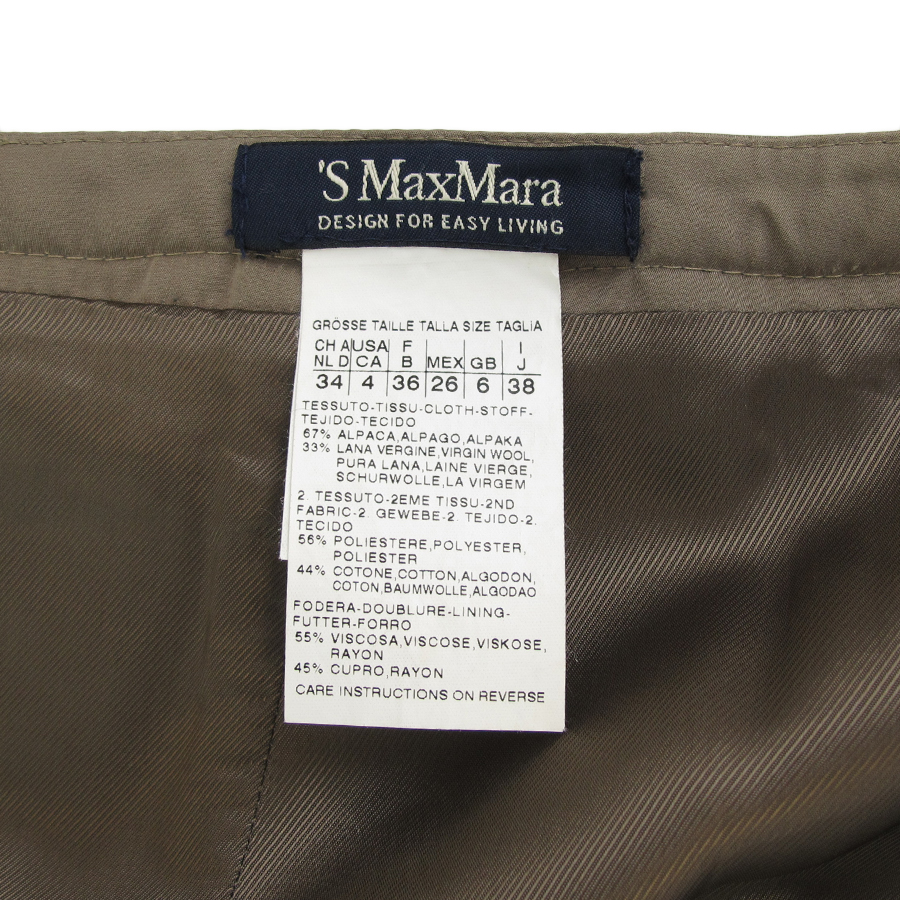 'S MaxMara
DESIGN FOR EASY LIVING
GRÖSSE TAILLE TALLA SIZE TAGLIA
CH A USA F MEX GB I
NL D CA B J
34 4 36 26 6 38
TESSUTO-TISSU-CLOTH-STOFF-
TEJIDO-TECIDO
67% ALPACA,ALPAGO,ALPAKA
33% LANA VERGINE,VIRGIN WOOL,
PURA LANA,LAINE VIERGE,
SCHURWOLLE,LA VIRGEM
2. TESSUTO-2EME TISSU-2ND
FABRIC-2. GEWEBE-2. TEJIDO-2.
TECIDO
56% POLIESTERE,POLYESTER,
POLIESTER
44% COTONE,COTTON,ALGODON,
COTON,BAUMWOLLE,ALGODAO
FODERA-DOUBLURE-LINING-
FUTTER-FORRO
55% VISCOSA,VISCOSE,VISKOSE,
RAYON
45% CUPRO,RAYON
CARE INSTRUCTIONS ON REVERSE